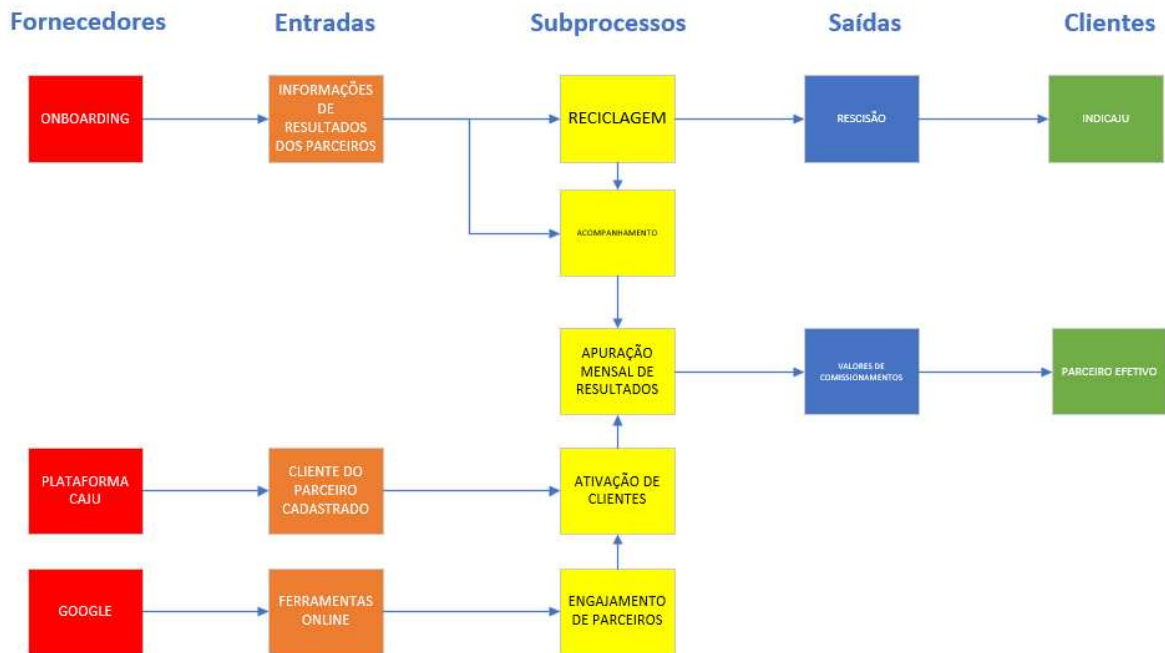 Fornecedores
Entradas
Subprocessos
Saídas
Clientes
ONBOARDING
INFORMAÇÕES
DE
RESULTADOS
DOS PARCEIROS
RECICLAGEM
RESCISÃO
INDICAJU
ACOMPANHAMENTO
APURAÇÃO
MENSAL DE
RESULTADOS
VALORES DE
COMISSIONAMENTOS
PARCEIRO EFETIVO
PLATAFORMA
CAJU
CLIENTE DO
PARCEIRO
CADASTRADO
ATIVAÇÃO DE
CLIENTES
GOOGLE
FERRAMENTAS
ONLINE
ENGAJAMENTO
DE PARCEIROS